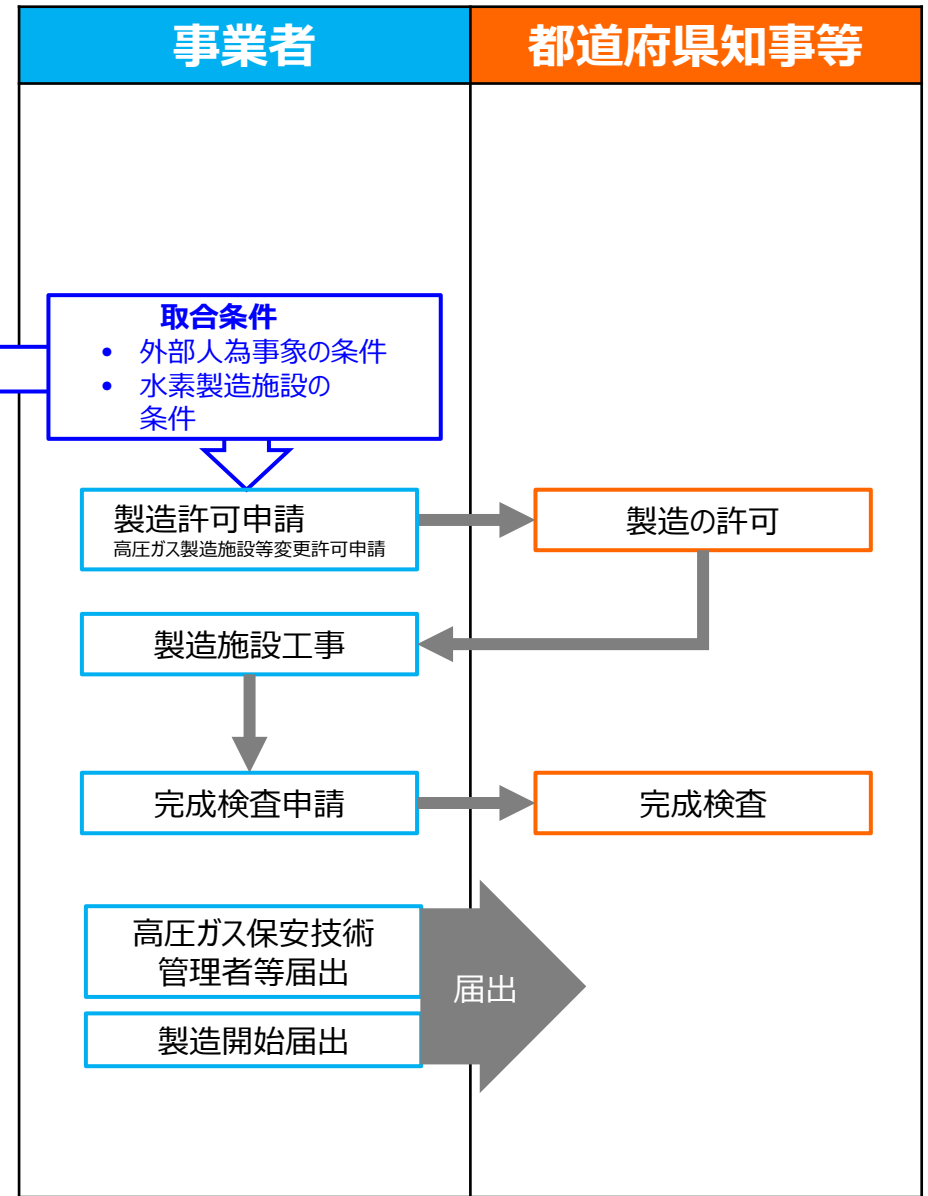 事業者
都道府県知事等
取合条件
• 外部人為事象の条件
• 水素製造施設の
条件
製造許可申請
高圧ガス製造施設等変更許可申請
製造の許可
製造施設工事
完成検査申請
完成検査
高圧ガス保安技術
管理者等届出
届出
製造開始届出